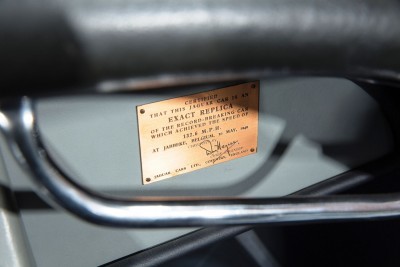 CERTIFIED
THAT THIS JAGUAR CAR IS AN
EXACT REPLICA
OF THE RECORD-BREAKING CAR
WHICH ACHIEVED THE SPEED OF
132.6 M.P.H.
AT JABBEKE, BELGIUM, MAY, 1949
JAGUAR CARS LTD., COVENTRY